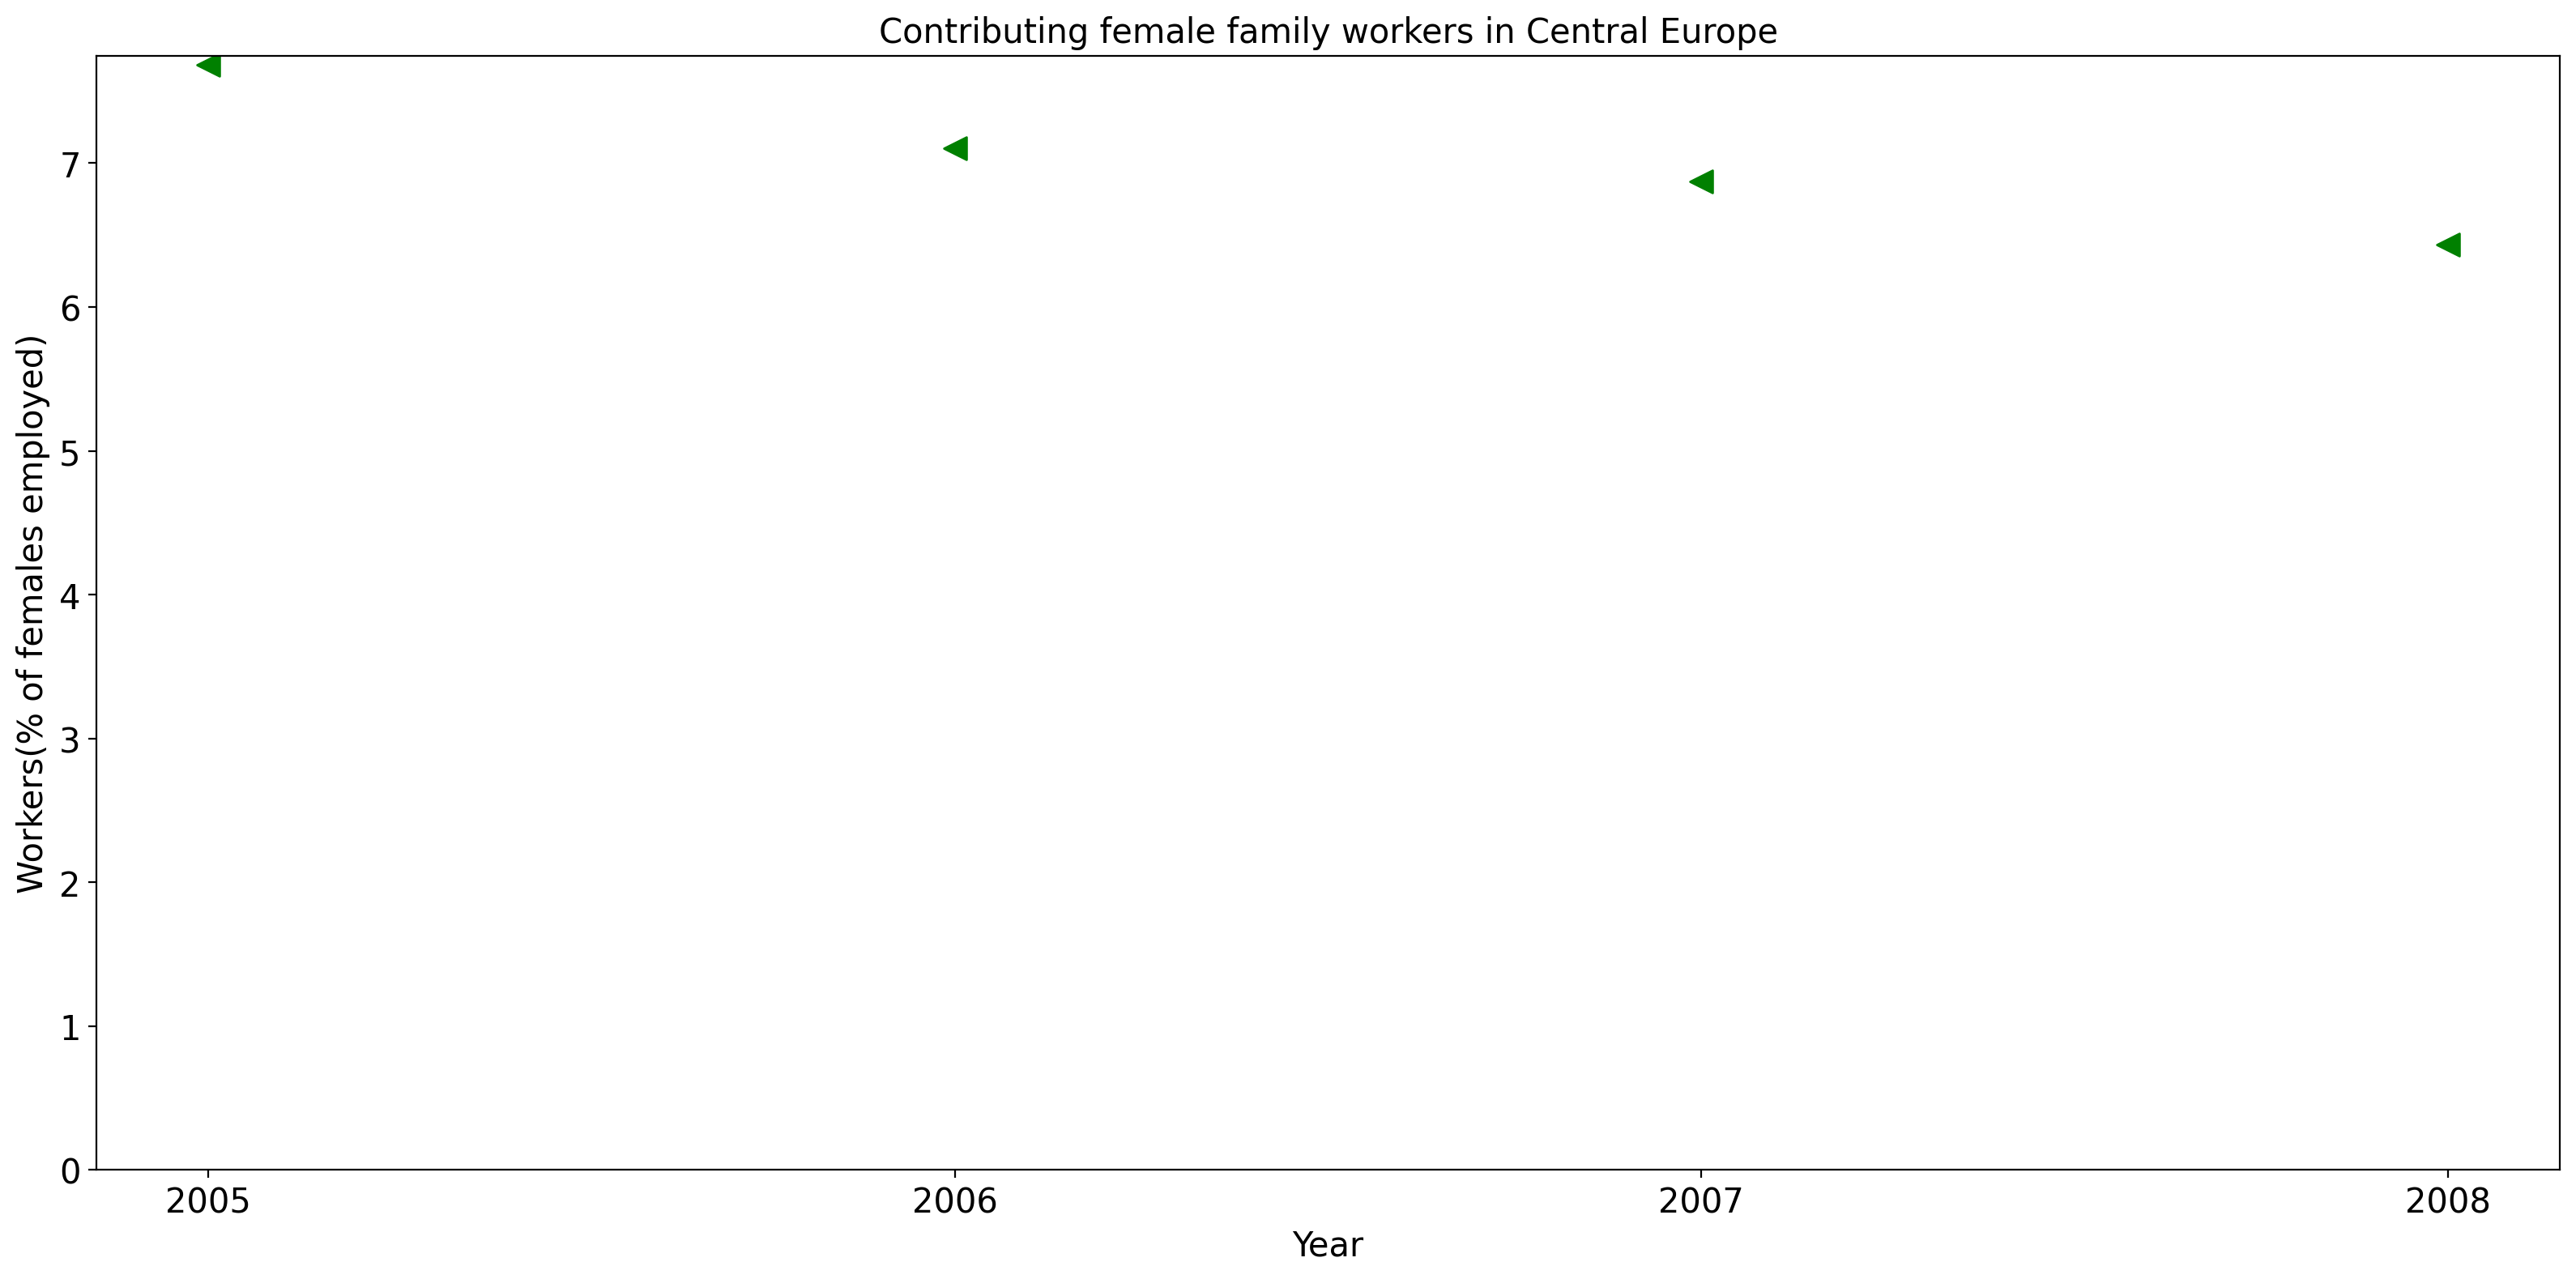 Contributing female family workers in Central Europe
Workers(% of females employed)
7
6
5
4
3
2
1
0
2005 2006 2007 2008
Year